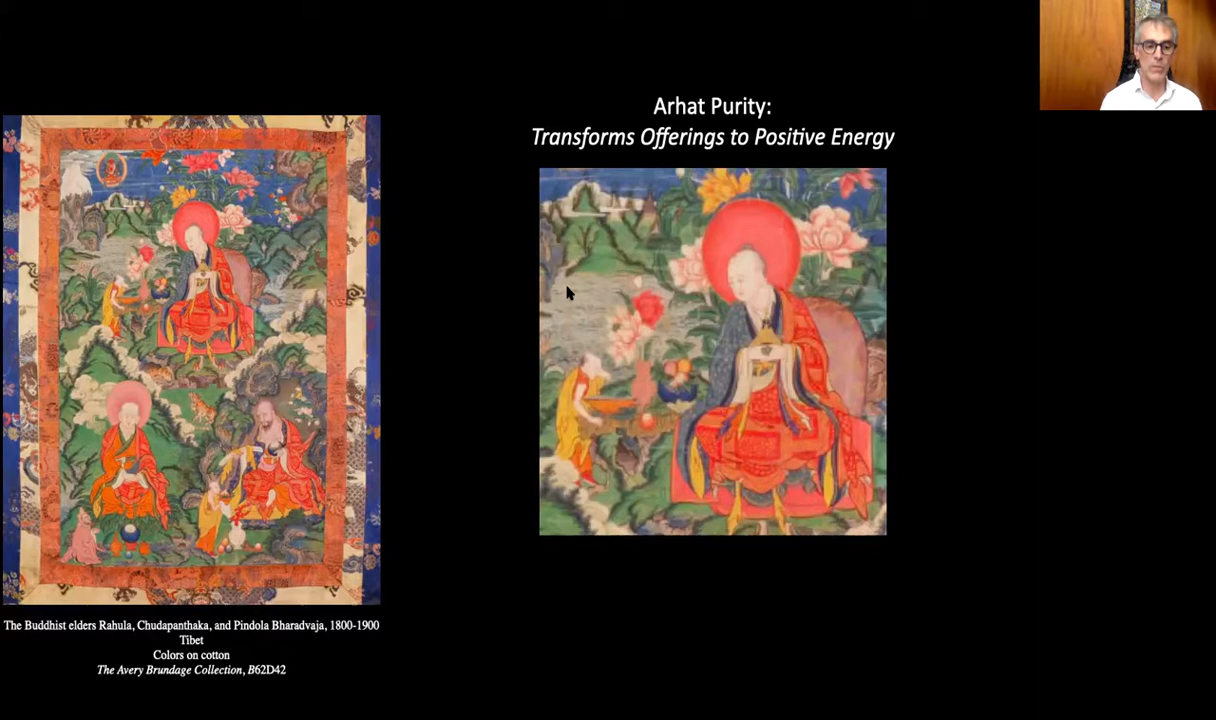 Arhat Purity:
Transforms Offerings to Positive Energy
The Buddhist elders Rahula, Chudapanthaka, and Pindola Bharadvaja, 1800-1900
Tibet
Colors on cotton
The Avery Brundage Collection, B62D42